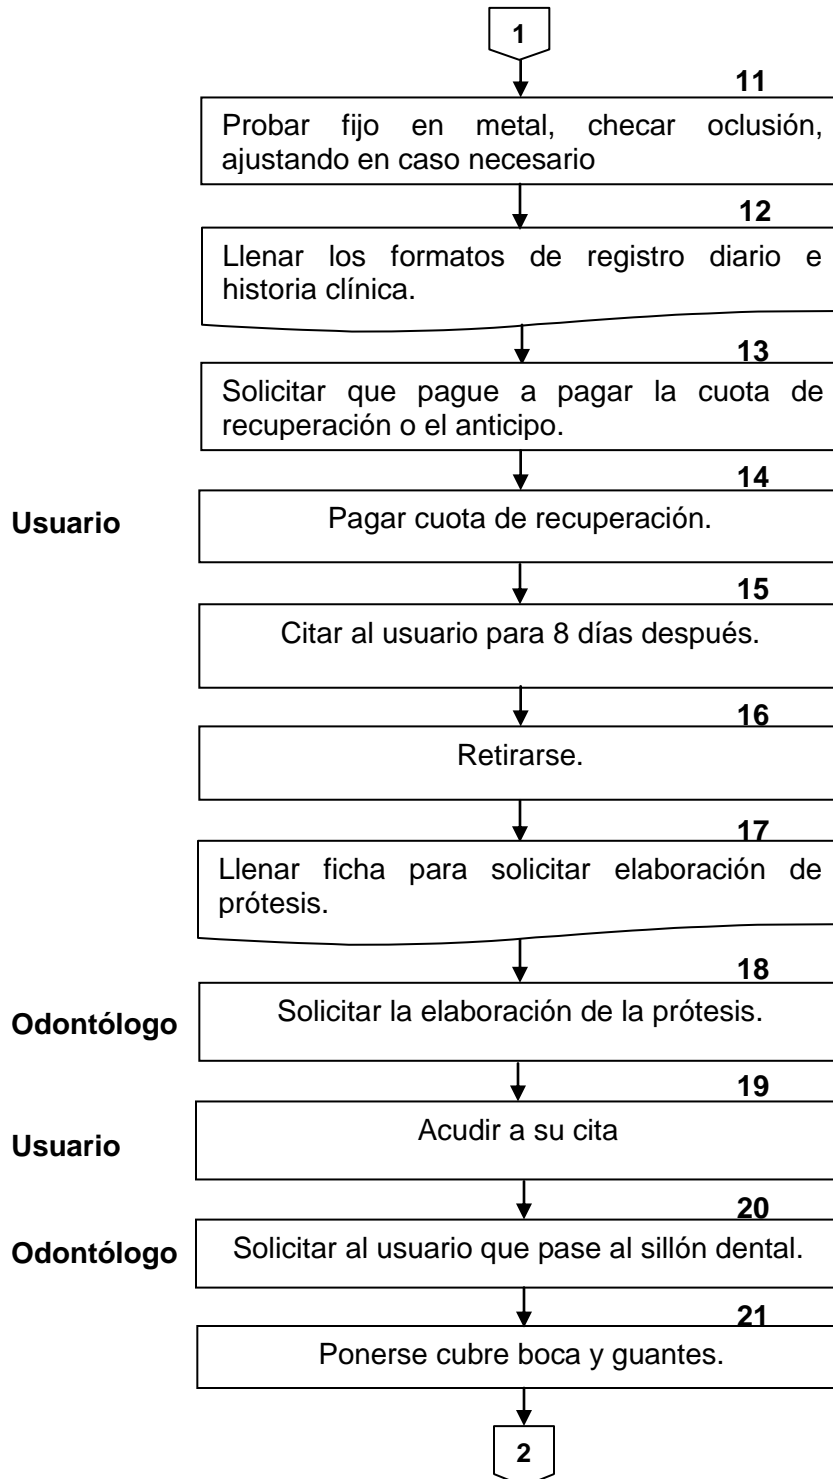 1
11
Probar fijo en metal, checar oclusión,
ajustando en caso necesario
12
Llenar los formatos de registro diario e
historia clínica.
13
Solicitar que pague a pagar la cuota de
recuperación o el anticipo.
14
Usuario
Pagar cuota de recuperación.
15
Citar al usuario para 8 días después.
16
Retirarse.
17
Llenar ficha para solicitar elaboración de
prótesis.
18
Odontólogo
Solicitar la elaboración de la prótesis.
19
Usuario
Acudir a su cita
20
Odontólogo
Solicitar al usuario que pase al sillón dental.
21
Ponerse cubre boca y guantes.
2